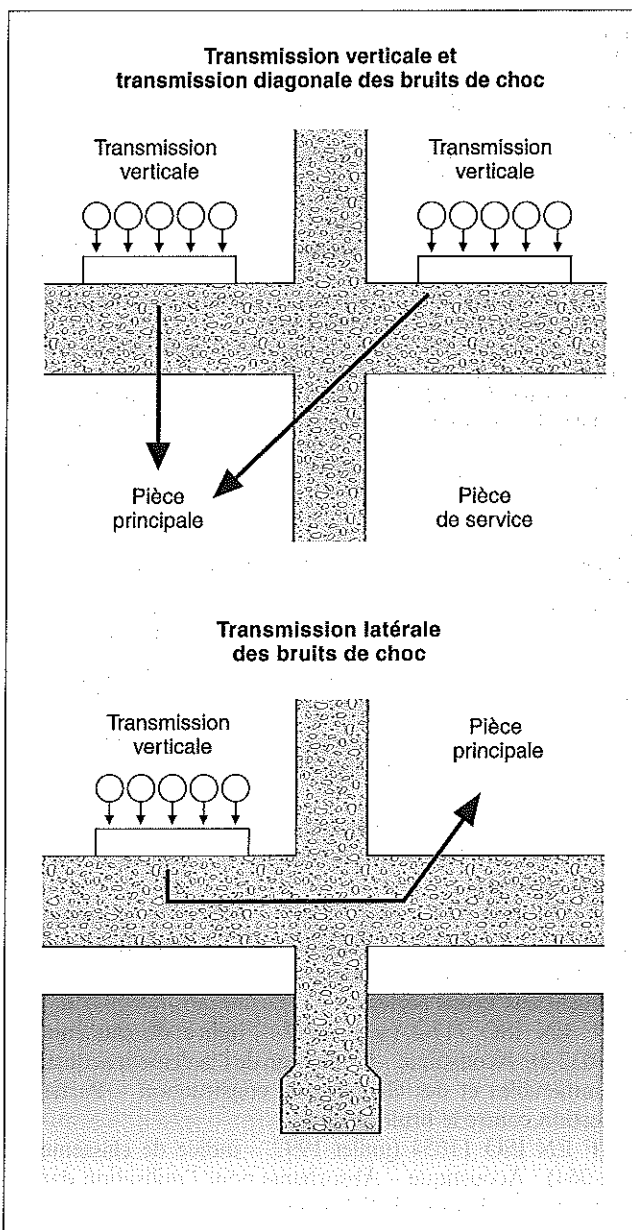 Transmission verticale et
transmission diagonale des bruits de choc
Transmission
verticale
Transmission
verticale
Pièce
principale
Pièce
de service
Transmission latérale
des bruits de choc
Transmission
verticale
Pièce
principale